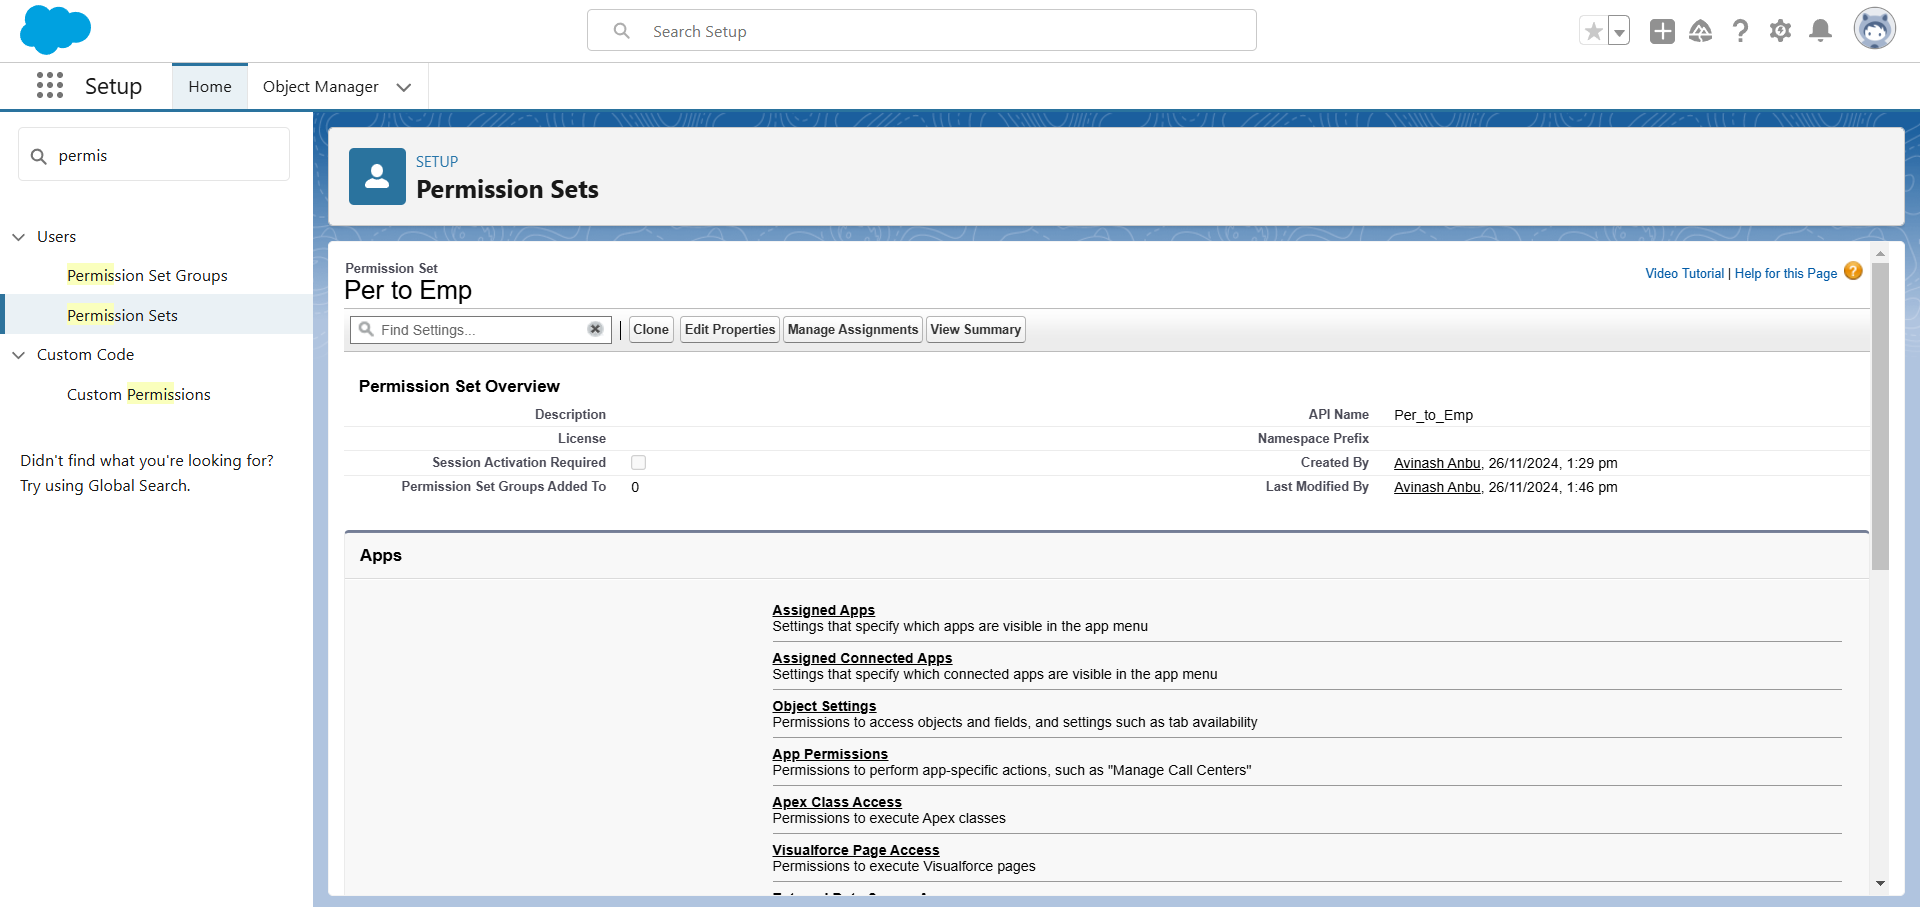 Search Setup
Setup
Home
Object Manager
permis
Users
Permission Set Groups
Permission Sets
Custom Code
Custom Permissions
Didn't find what you're looking for?
Try using Global Search.
SETUP
Permission Sets
Permission Set
Per to Emp
Video Tutorial | Help for this Page
Find Settings...
Clone
Edit Properties
Manage Assignments
View Summary
Permission Set Overview
Description
API Name Per_to_Emp
License
Namespace Prefix
Session Activation Required
Created By Avinash Anbu, 26/11/2024, 1:29 pm
Permission Set Groups Added To 0
Last Modified By Avinash Anbu, 26/11/2024, 1:46 pm
Apps
Assigned Apps
Settings that specify which apps are visible in the app menu
Assigned Connected Apps
Settings that specify which connected apps are visible in the app menu
Object Settings
Permissions to access objects and fields, and settings such as tab availability
App Permissions
Permissions to perform app-specific actions, such as "Manage Call Centers"
Apex Class Access
Permissions to execute Apex classes
Visualforce Page Access
Permissions to execute Visualforce pages